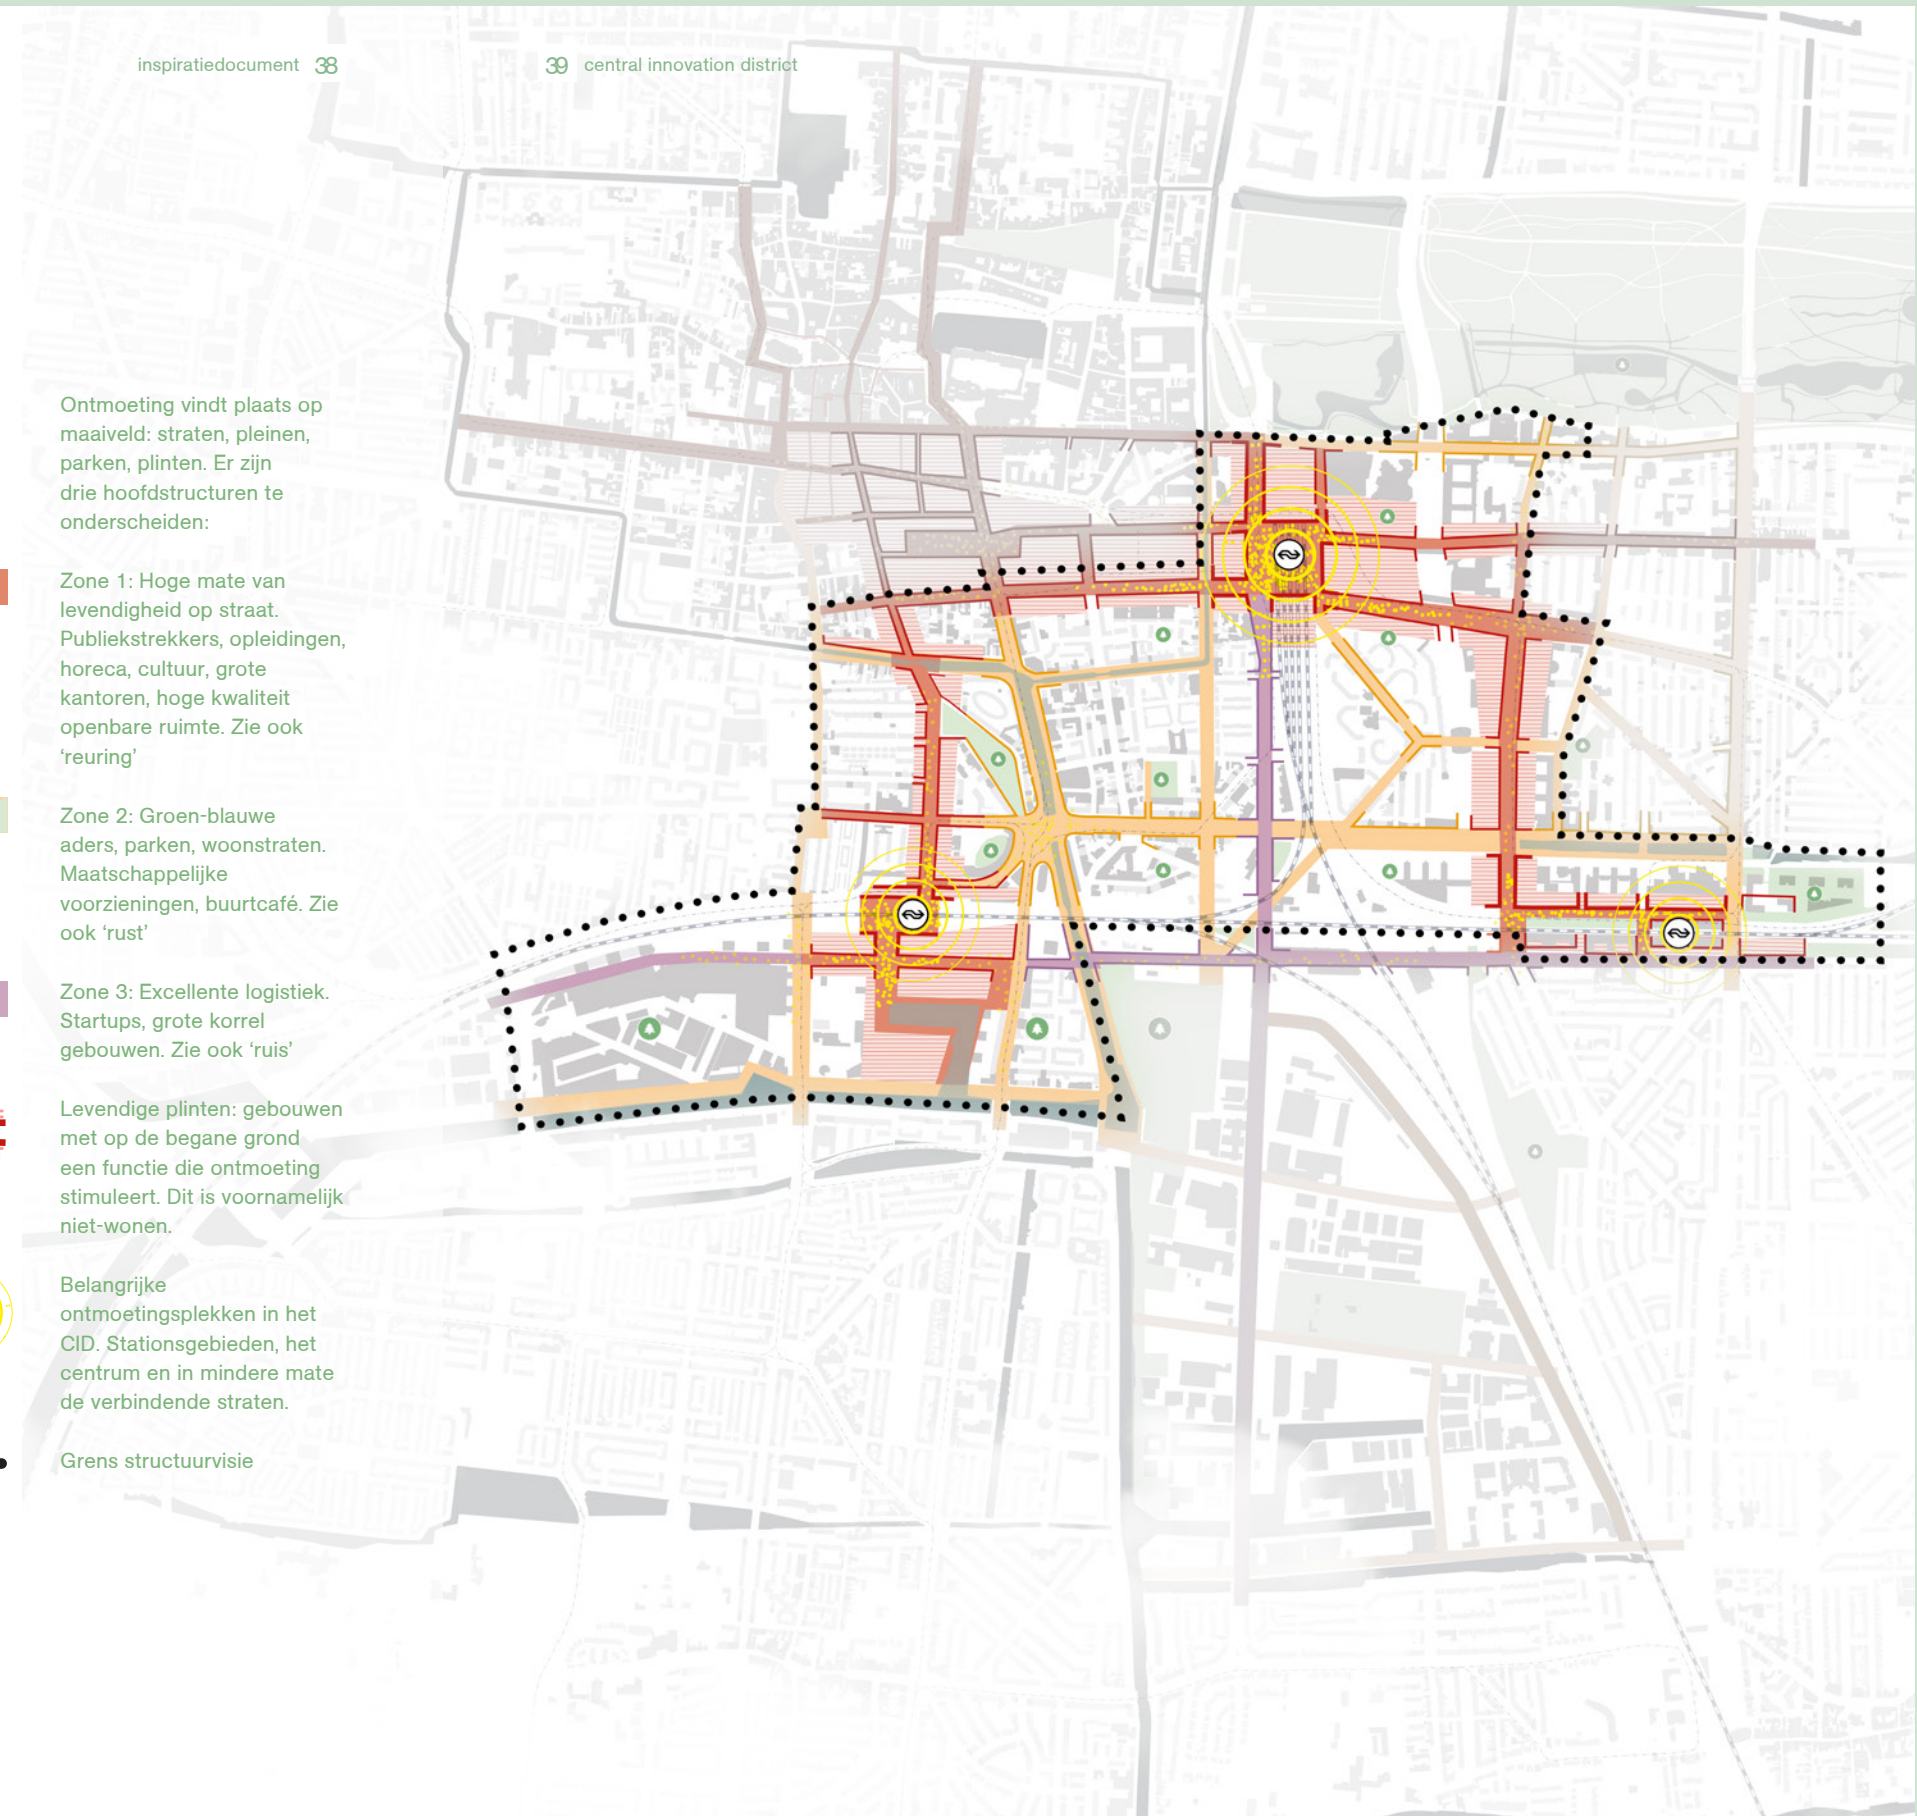 inspiratiedocument 38
39 central innovation district
Ontmoeting vindt plaats op
maaiveld: straten, pleinen,
parken, plinten. Er zijn
drie hoofdstructuren te
onderscheiden:
Zone 1: Hoge mate van
levendigheid op straat.
Publiekstrekkers, opleidingen,
horeca, cultuur, grote
kantoren, hoge kwaliteit
openbare ruimte. Zie ook
‘reuring’
Zone 2: Groen-blauwe
aders, parken, woonstraten.
Maatschappelijke
voorzieningen, buurtcafé. Zie
ook ‘rust’
Zone 3: Excellente logistiek.
Startups, grote korrel
gebouwen. Zie ook ‘ruis’
Levendige plinten: gebouwen
met op de begane grond
een functie die ontmoeting
stimuleert. Dit is voornamelijk
niet-wonen.
Belangrijke
ontmoetingsplekken in het
CID. Stationsgebieden, het
centrum en in mindere mate
de verbindende straten.
Grens structuurvisie